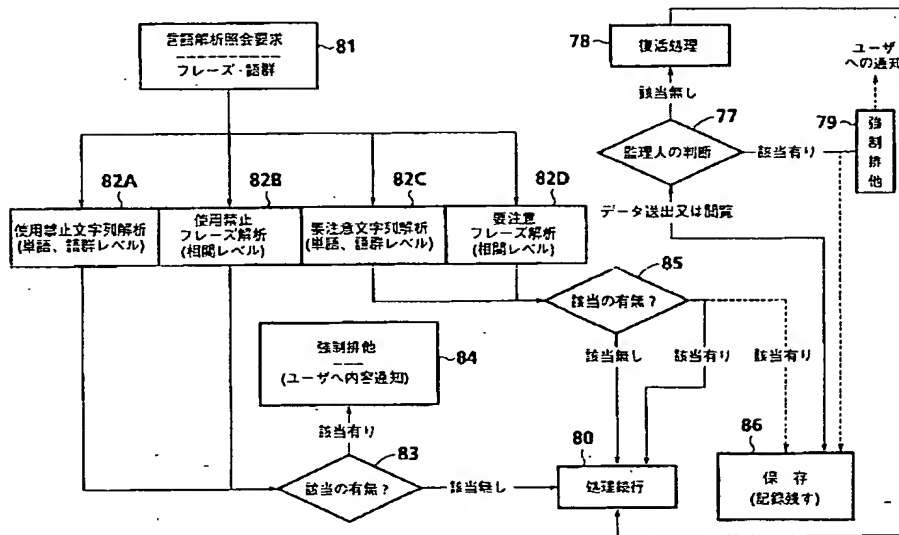 言語解析照会要求
フレーズ・語群
81
78
復活処理
ユーザ
への通知
該当無し
77
監理人の判断
該当有り
79
強制排他
データ送出又は閲覧
82A
使用禁止文字列解析
(単語、語群レベル)
82B
使用禁止
フレーズ解析
(相関レベル)
82C
要注意文字列解析
(単語、語群レベル)
82D
要注意
フレーズ解析
(相関レベル)
85
該当の有無?
該当無し
該当有り
該当有り
強制排他
(ユーザへ内容通知)
84
該当有り
83
該当の有無?
該当無し
80
処理続行
86
保存
(記録残す)